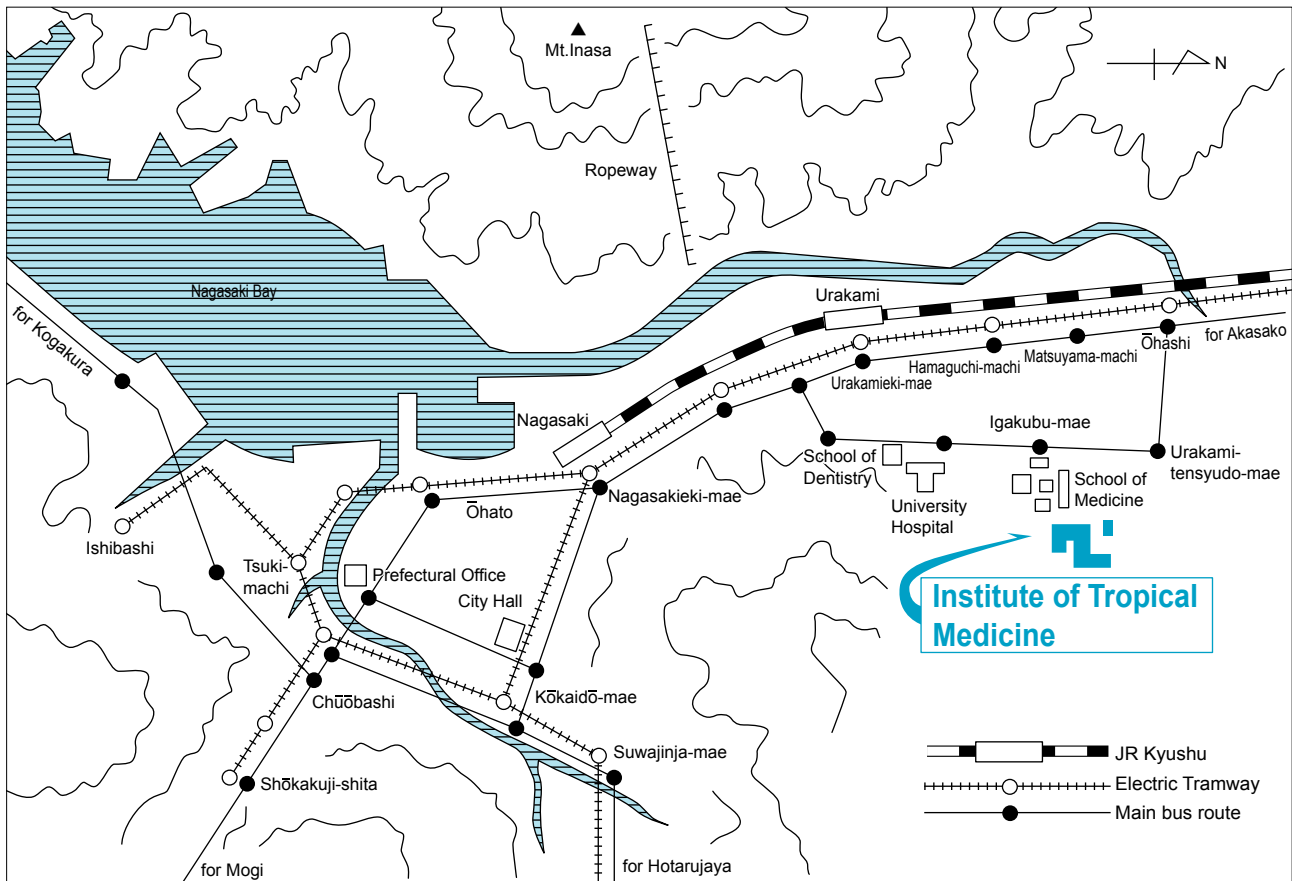 Mt.Inasa
N
Ropeway
Nagasaki Bay
Urakami
for Kogakura
Ōhashi
for Akasako
Matsuyama-machi
Hamaguchi-machi
Urakamieki-mae
Nagasaki
Igakubu-mae
School of
Dentistry
Urakami-
tensyudo-mae
University
Hospital
School of
Medicine
Nagasakieki-mae
Ōhato
Ishibashi
Tsuki-
machi
Prefectural Office
City Hall
Institute of Tropical
Medicine
Kōkaidō-mae
Chūōbashi
Suwajinja-mae
Shōkakuji-shita
JR Kyushu
Electric Tramway
Main bus route
for Mogi
for Hotarujaya